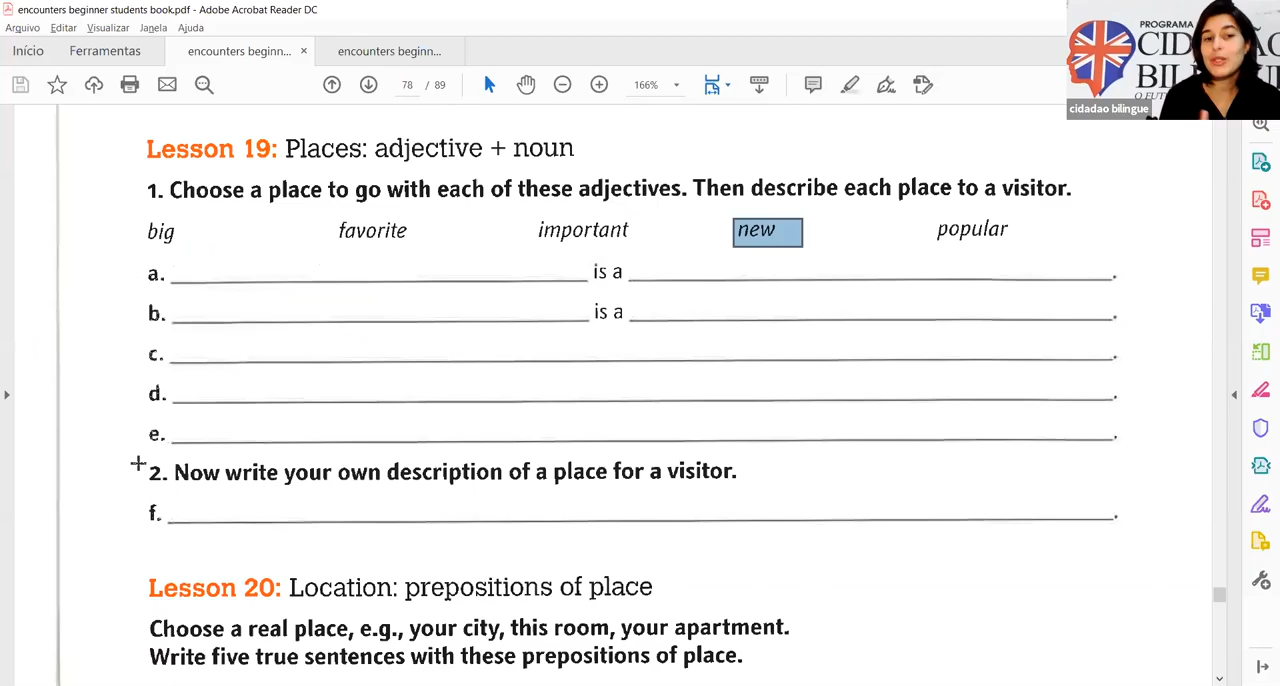 encounters beginner students book.pdf - Adobe Acrobat Reader DC
Arquivo Editar Visualizar Janela Ajuda
Início Ferramentas encounters beginn... × encounters beginn...
78 / 89 166%
PROGRAMA
CID
BIL
O FUT
cidadao bilingue
Lesson 19: Places: adjective + noun
1. Choose a place to go with each of these adjectives. Then describe each place to a visitor.
big favorite important new popular
a. is a .
b. is a .
c. .
d. .
e. .
2. Now write your own description of a place for a visitor.
f. .
Lesson 20: Location: prepositions of place
Choose a real place, e.g., your city, this room, your apartment.
Write five true sentences with these prepositions of place.